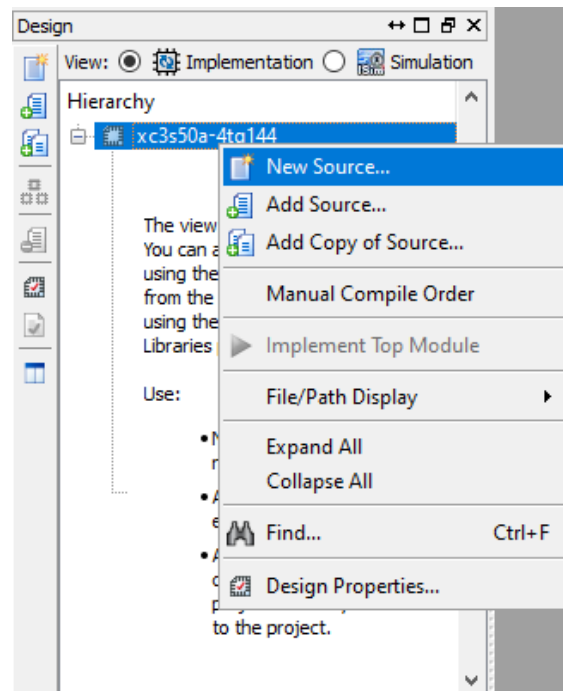 Design
View: Implementation Simulation
Hierarchy
xc3s50a-4tq144
New Source...
Add Source...
Add Copy of Source...
Manual Compile Order
Implement Top Module
File/Path Display
Expand All
Collapse All
Find... Ctrl+F
Design Properties...
The view
You can
using the
from the
using the
Libraries
Use:
to the project.